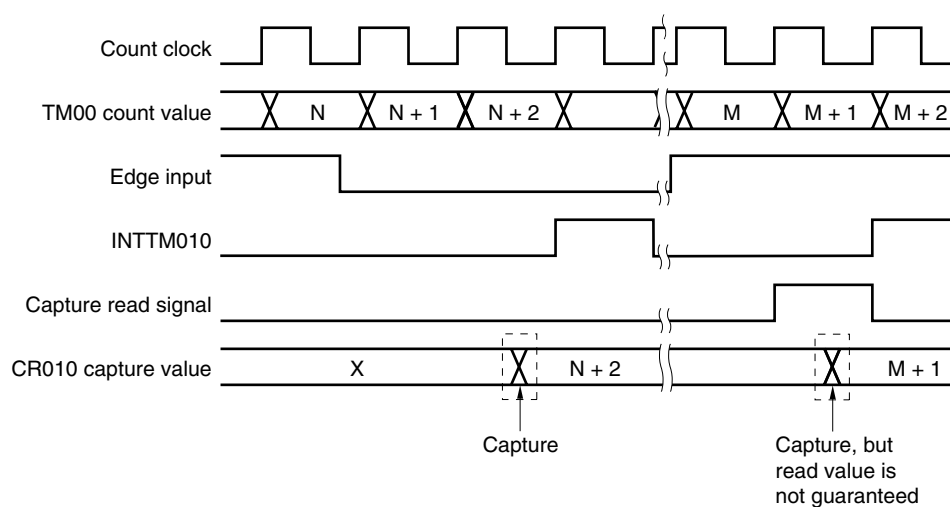 Count clock
TM00 count value
N
N + 1
N + 2
M
M + 1
M + 2
Edge input
INTTM010
Capture read signal
CR010 capture value
X
N + 2
M + 1
Capture
Capture, but
read value is
not guaranteed